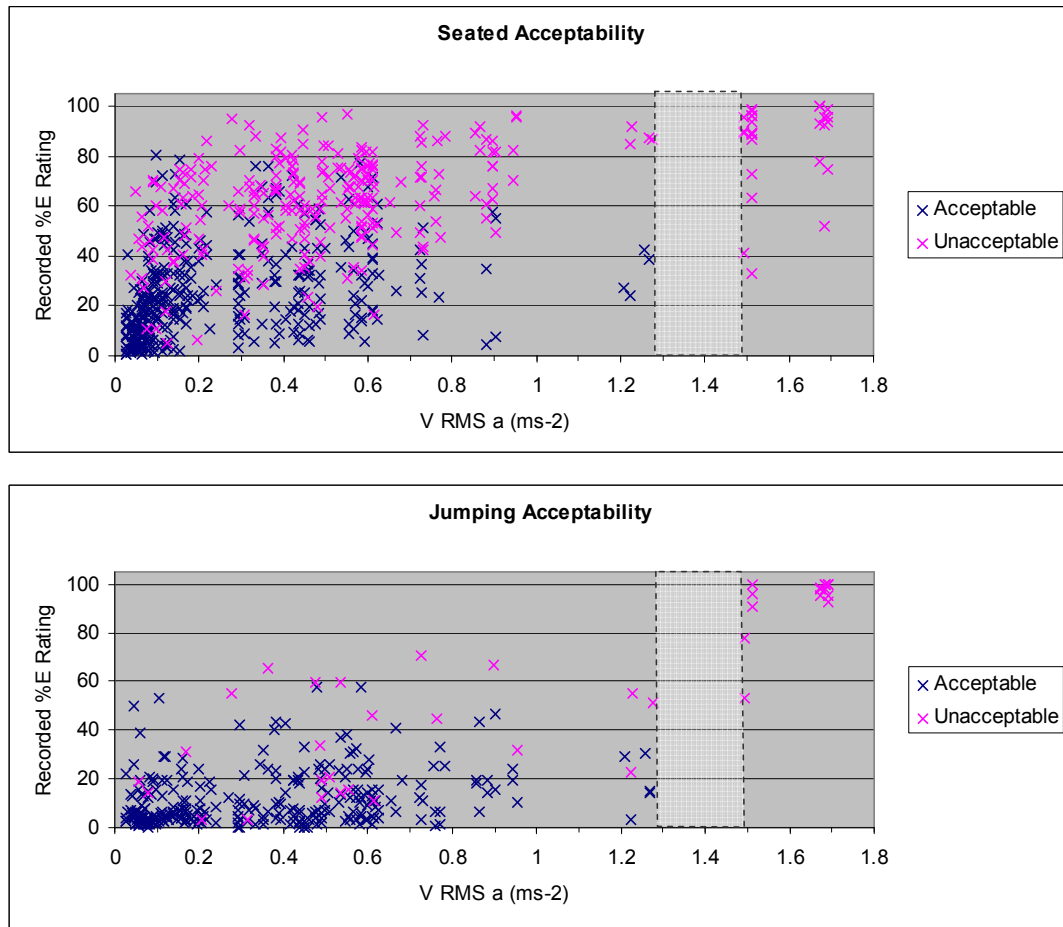 Seated Acceptability
Recorded %E Rating
100
80
60
40
20
0
0 0.2 0.4 0.6 0.8 1 1.2 1.4 1.6 1.8
V RMS a (ms-2)
Acceptable
Unacceptable
Jumping Acceptability
Recorded %E Rating
100
80
60
40
20
0
0 0.2 0.4 0.6 0.8 1 1.2 1.4 1.6 1.8
V RMS a (ms-2)
Acceptable
Unacceptable